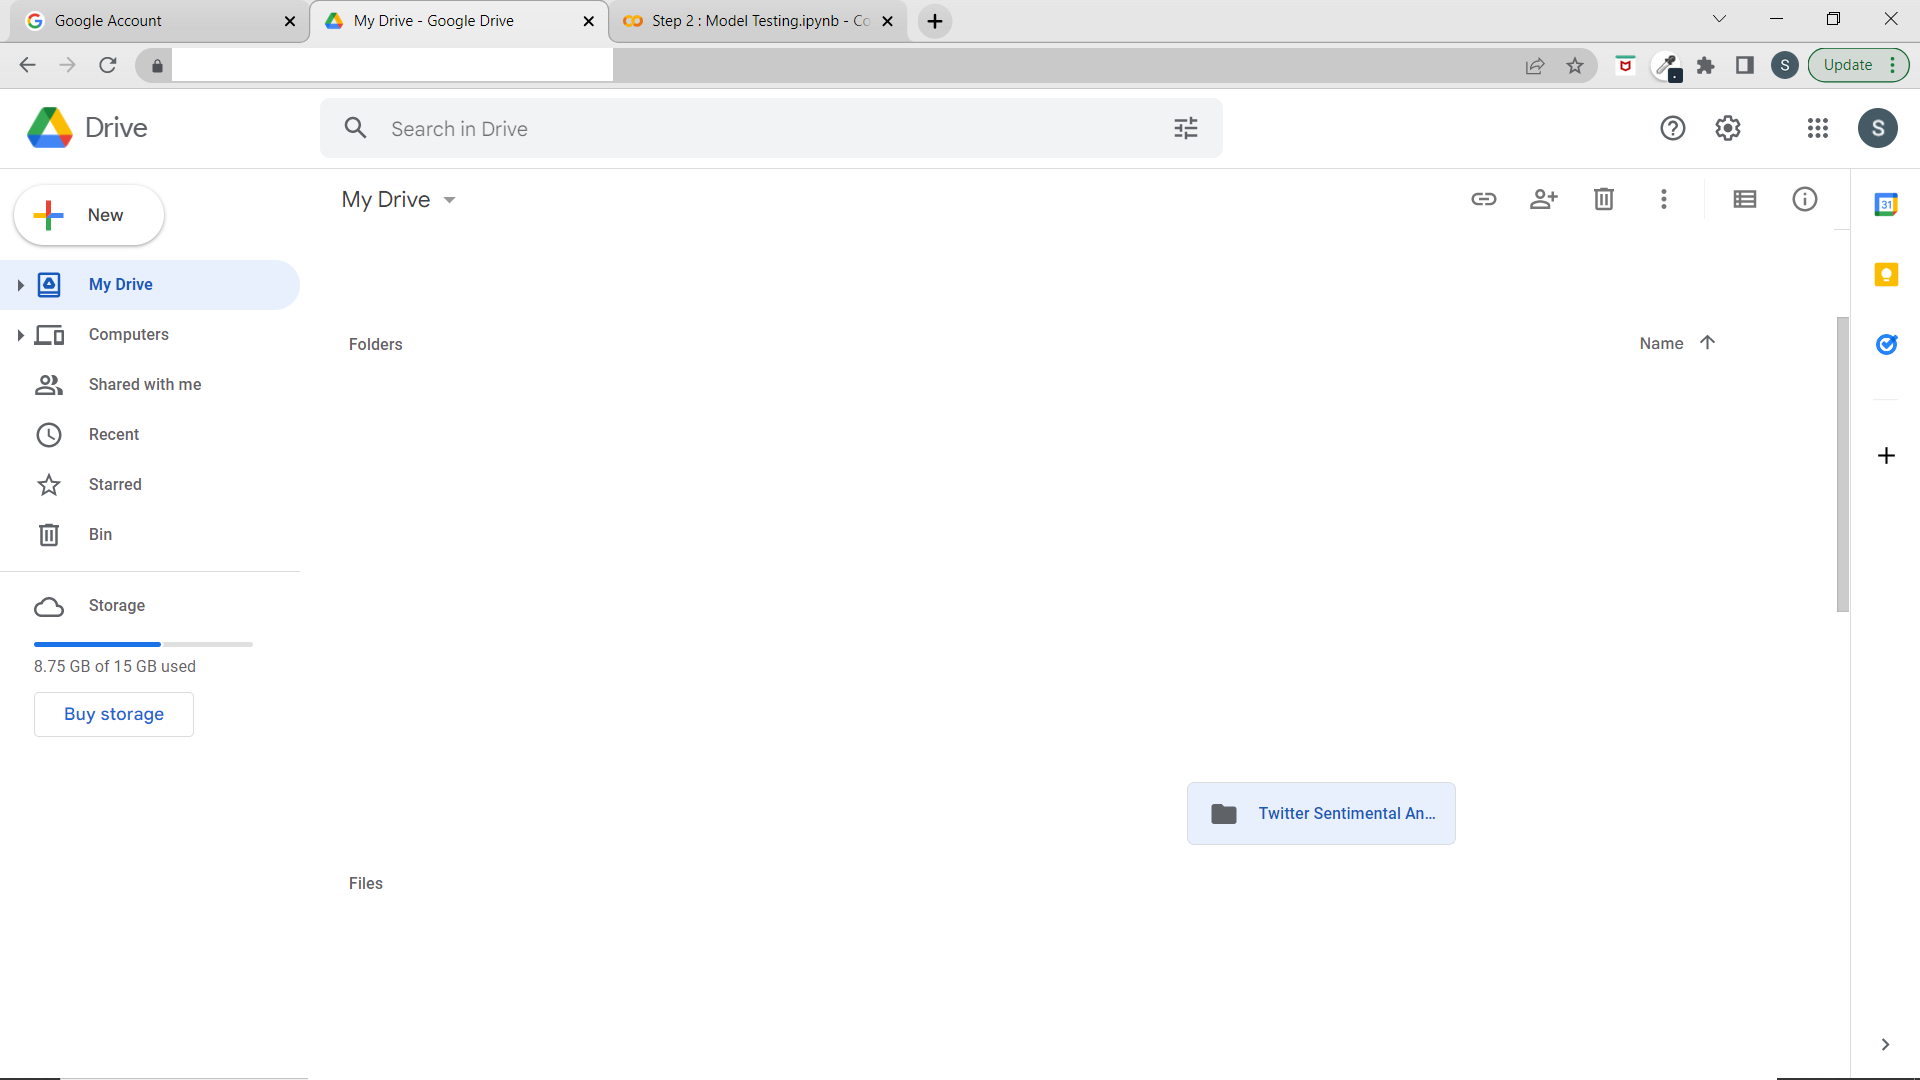 Google Account
My Drive - Google Drive
Step 2 : Model Testing.ipynb - Co
S
Update
Drive
Search in Drive
S
New
My Drive
31
My Drive
Computers
Shared with me
Recent
Starred
Bin
Storage
8.75 GB of 15 GB used
Buy storage
Folders
Name
Twitter Sentimental An...
Files